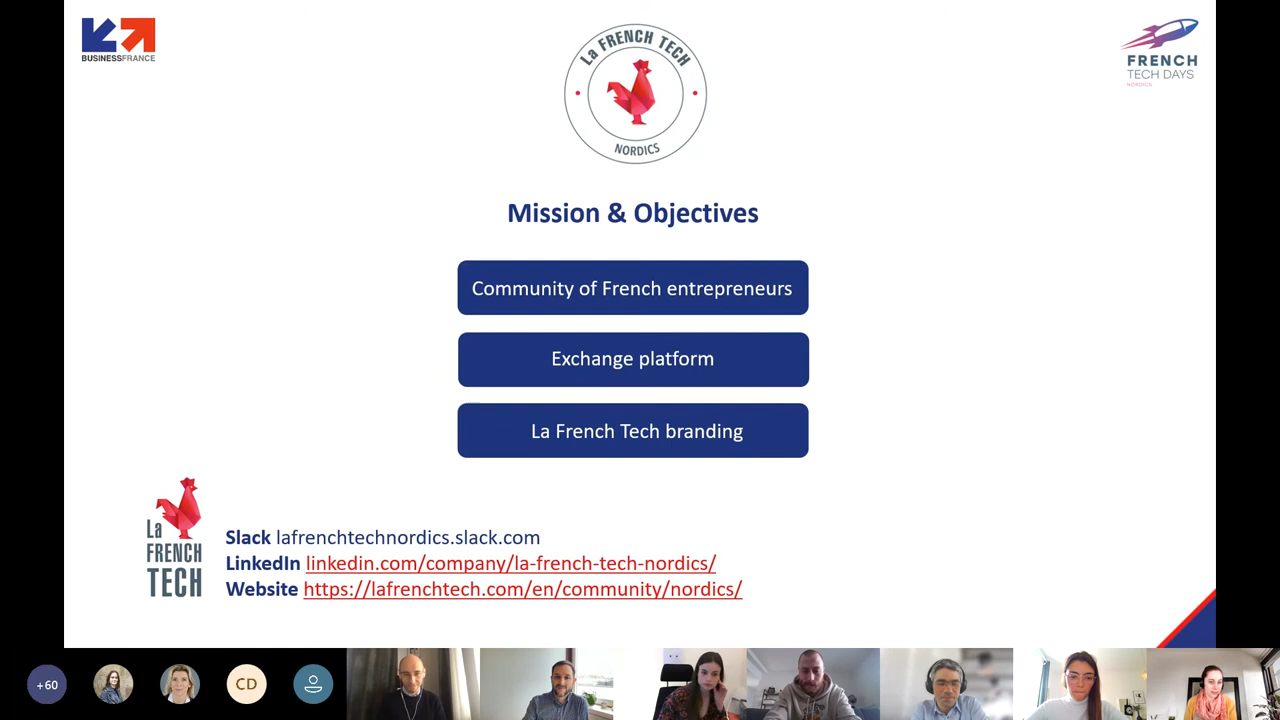 BUSINESSFRANCE
La FRENCH TECH
NORDICS
FRENCH
TECH DAYS
NORDICS
Mission & Objectives
Community of French entrepreneurs
Exchange platform
La French Tech branding
La
FRENCH
TECH
Slack lafrenchtechnordics.slack.com
LinkedIn linkedin.com/company/la-french-tech-nordics/
Website https://lafrenchtech.com/en/community/nordics/
+60
CD